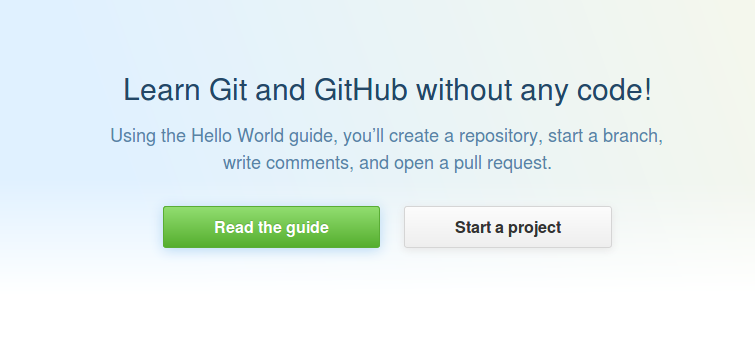 Learn Git and GitHub without any code!
Using the Hello World guide, you’ll create a repository, start a branch,
write comments, and open a pull request.
Read the guide
Start a project